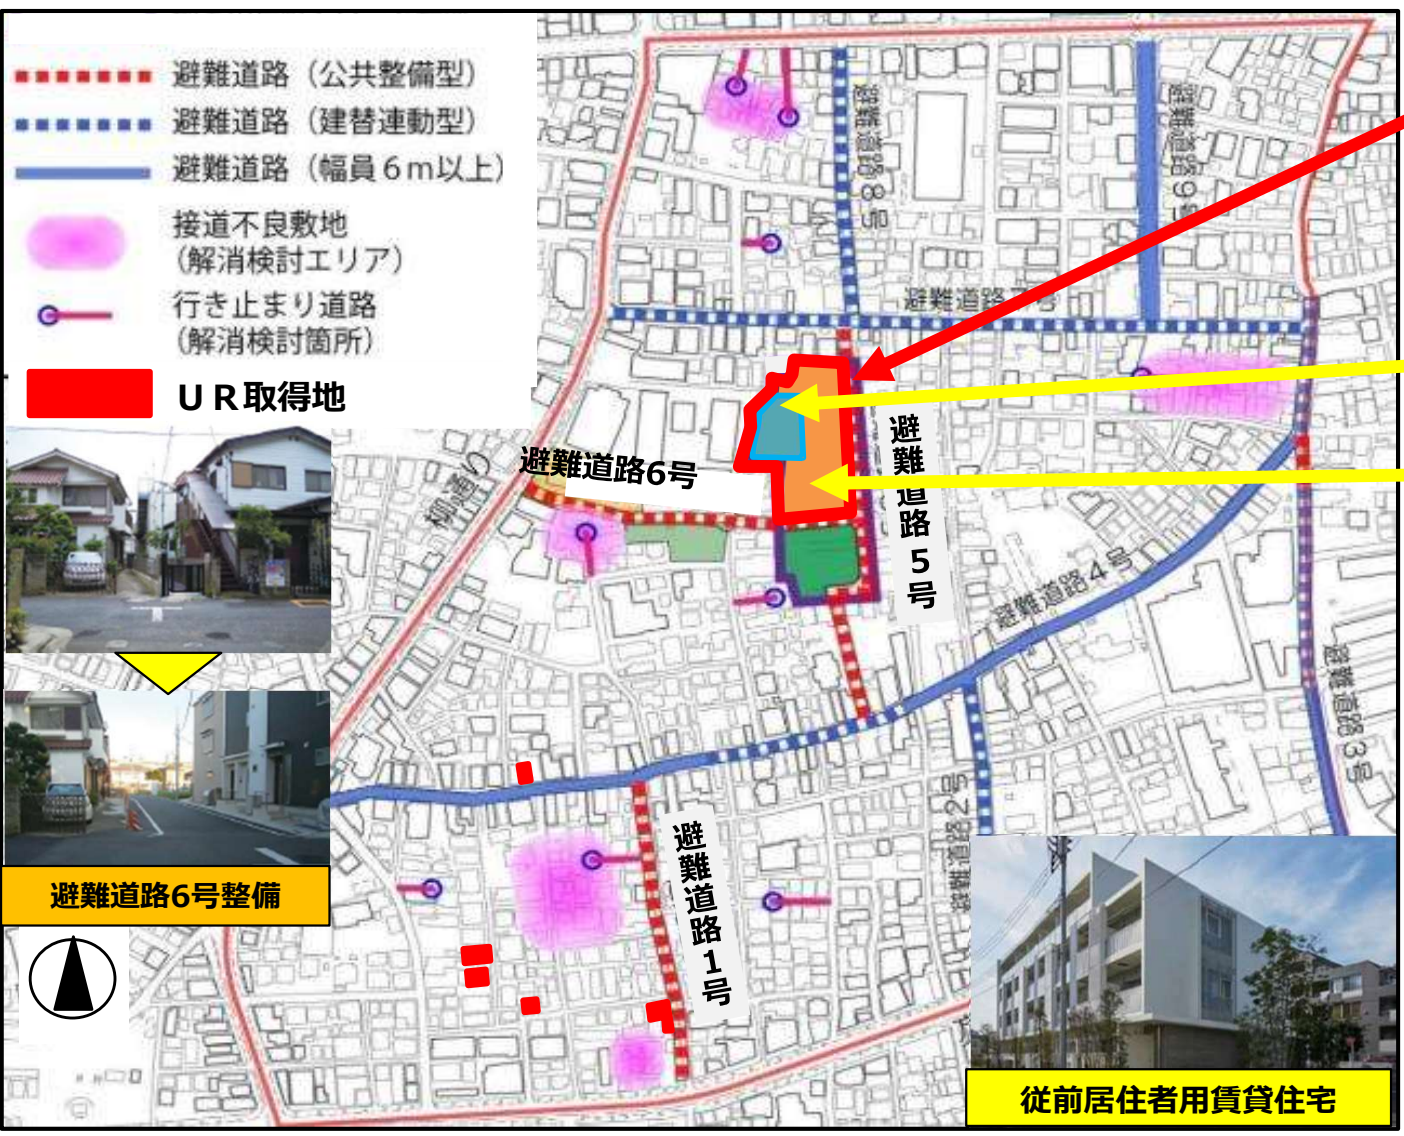 避難道路（公共整備型）
避難道路（建替連動型）
避難道路（幅員６ｍ以上）
接道不良敷地
（解消検討エリア）
行き止まり道路
（解消検討箇所）
ＵＲ取得地
避難道路8号
避難道路9号
避難道路
避難道路6号
柳通り
避難道路5号
避難道路4号
避難道路3号
避難道路2号
避難道路1号
避難道路6号整備
従前居住者用賃貸住宅